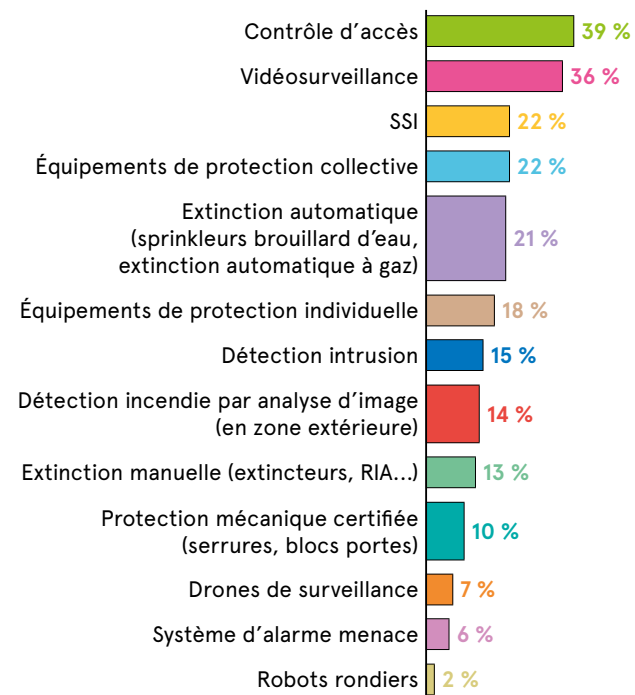 Contrôle d'accès 39 %
Vidéosurveillance 36 %
SSI 22 %
Équipements de protection collective 22 %
Extinction automatique
(sprinkleurs brouillard d'eau,
extinction automatique à gaz)
21 %
Équipements de protection individuelle 18 %
Détection intrusion 15 %
Détection incendie par analyse d'image
(en zone extérieure)
14 %
Extinction manuelle (extincteurs, RIA...) 13 %
Protection mécanique certifiée
(serrures, blocs portes)
10 %
Drones de surveillance 7 %
Système d'alarme menace 6 %
Robots rondiers 2 %